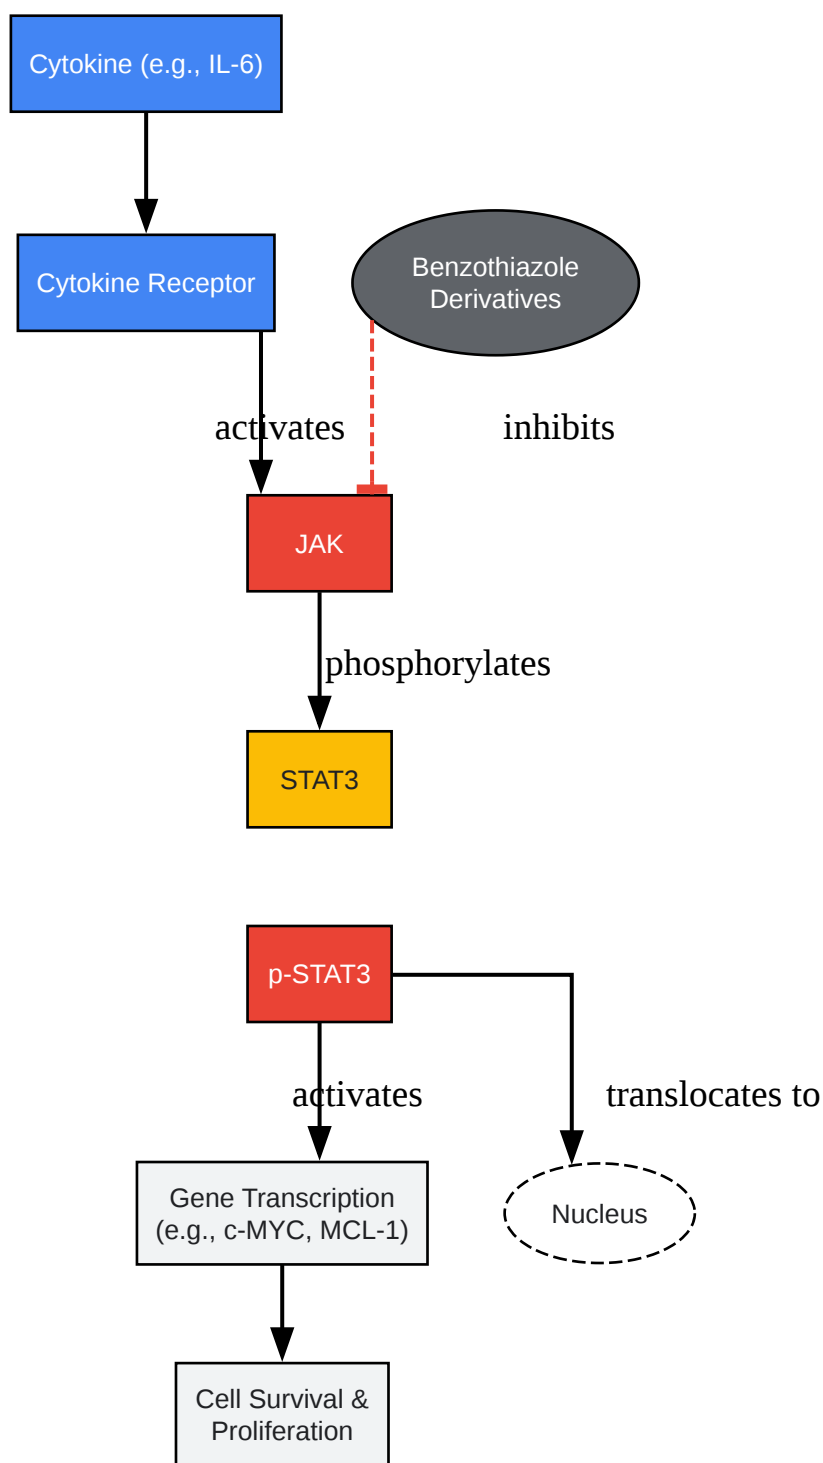 Cytokine (e.g., IL-6)
Cytokine Receptor
Benzothiazole
Derivatives
activates
inhibits
JAK
phosphorylates
STAT3
p-STAT3
activates
translocates to
Gene Transcription
(e.g., c-MYC, MCL-1)
Nucleus
Cell Survival &
Proliferation